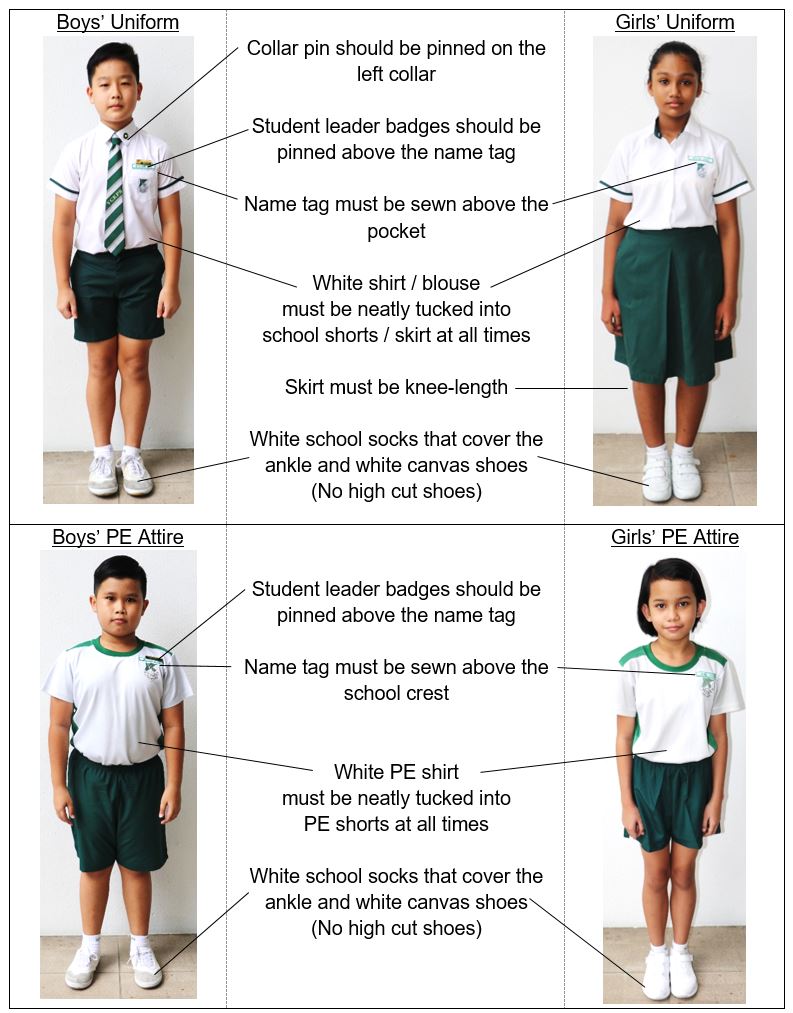 Boys’ Uniform
Girls’ Uniform
Collar pin should be pinned on the
left collar
Student leader badges should be
pinned above the name tag
Name tag must be sewn above the
pocket
White shirt / blouse
must be neatly tucked into
school shorts / skirt at all times
Skirt must be knee-length
White school socks that cover the
ankle and white canvas shoes
(No high cut shoes)
Boys’ PE Attire
Girls’ PE Attire
Student leader badges should be
pinned above the name tag
Name tag must be sewn above the
school crest
White PE shirt
must be neatly tucked into
PE shorts at all times
White school socks that cover the
ankle and white canvas shoes
(No high cut shoes)